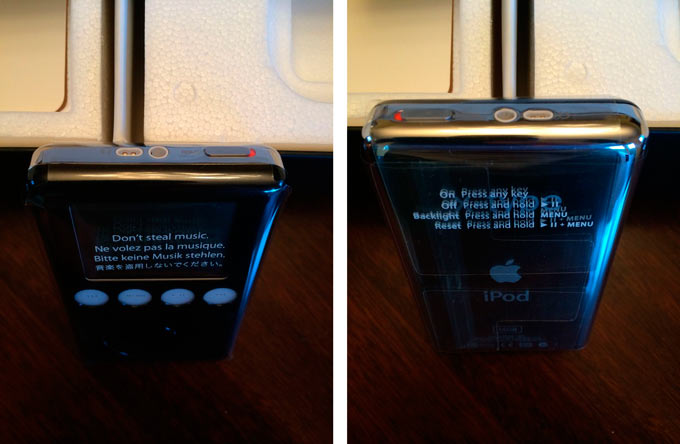 Don't steal music.
Ne volez pas la musique.
Bitte keine Musik stehlen.
音楽を盗用しないでください。
On Press any key
Off Press and hold ▶II
Backlight Press and hold MENU
Reset Press and hold ▶II + MENU
iPod